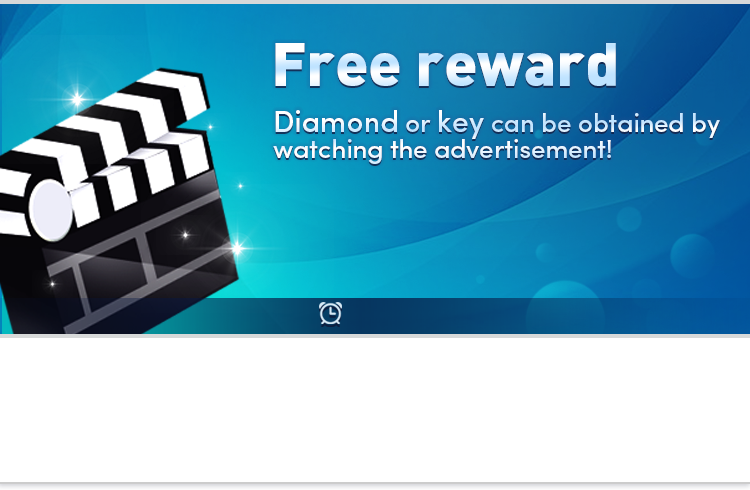 Free reward
Diamond or key can be obtained by
watching the advertisement!